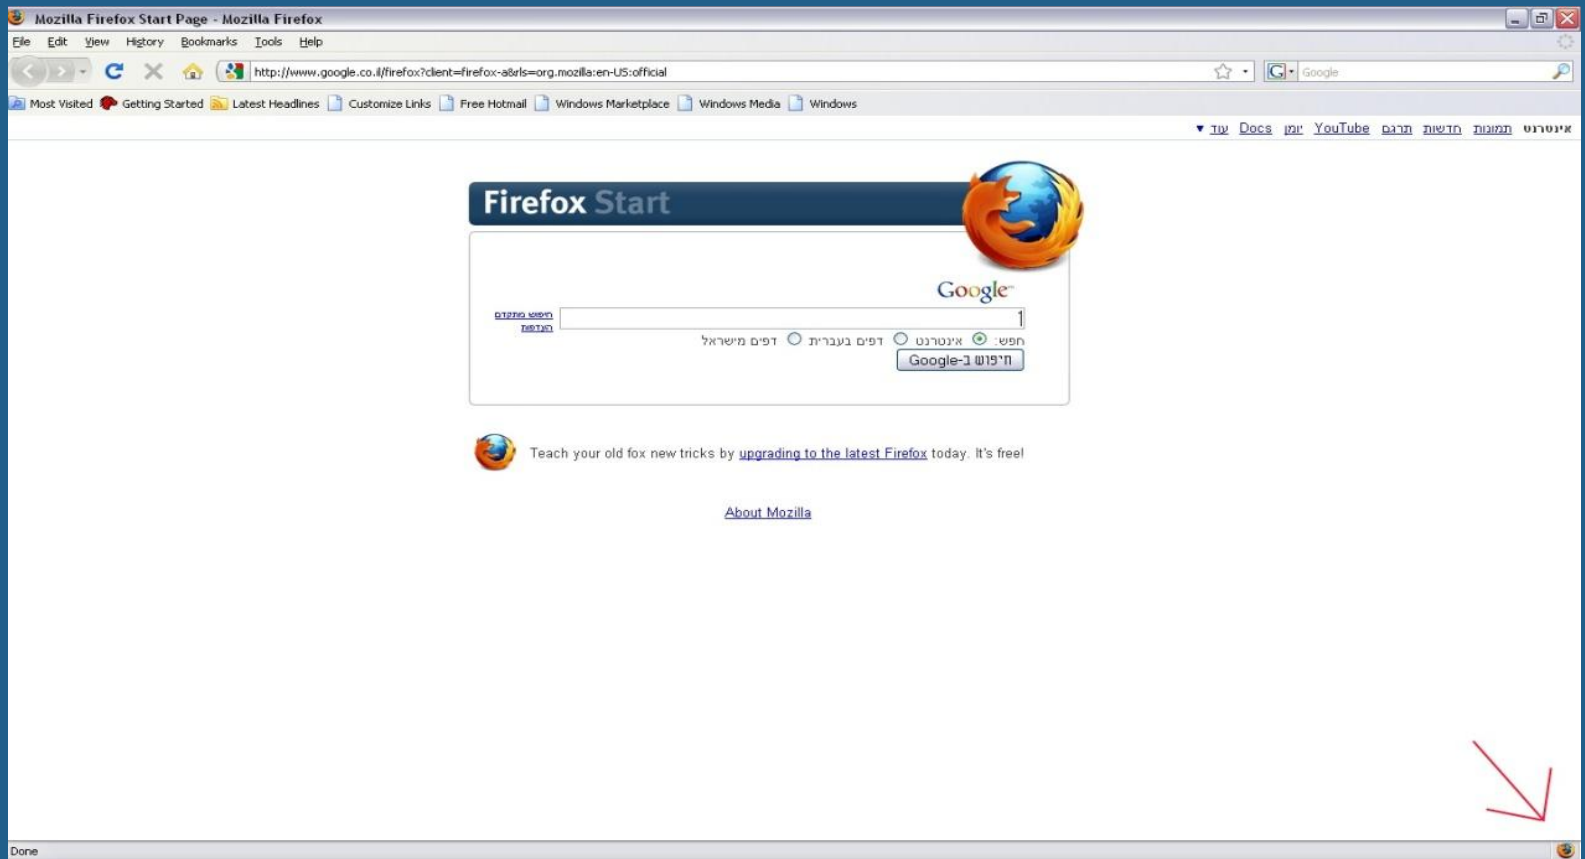 Mozilla Firefox Start Page - Mozilla Firefox
File Edit View History Bookmarks Tools Help
http://www.google.co.il/firefox?client=firefox-a&rls=org.mozilla:en-US:official
G Google
Most Visited Getting Started Latest Headlines Customize Links Free Hotmail Windows Marketplace Windows Media Windows
אינטרנט תמונות חדשות תרגם YouTube יומן Docs עוד ▼
Firefox Start
Google™
חיפוש מתקדם
העדפות
חפש: אינטרנט דפים בעברית דפים מישראל
חיפוש ב-Google
Teach your old fox new tricks by upgrading to the latest Firefox today. It's free!
About Mozilla
Done